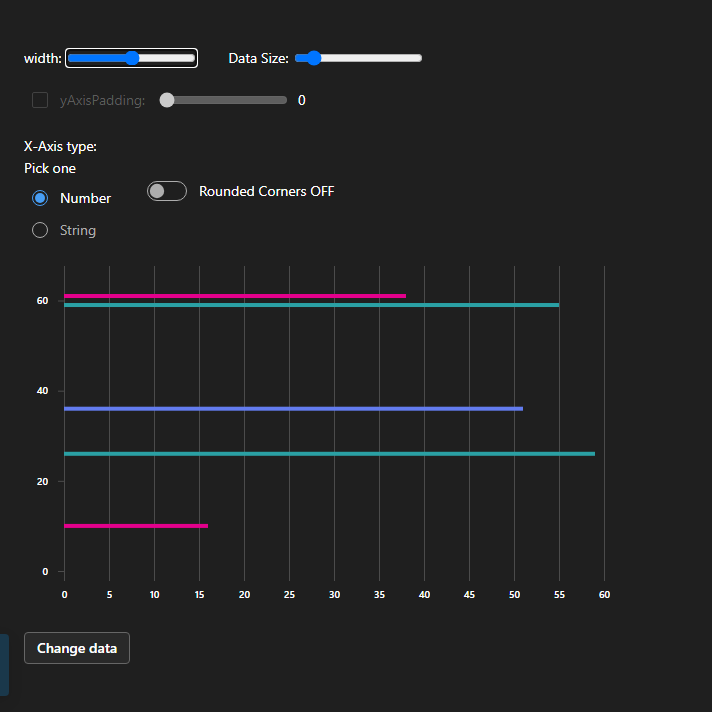 width: Data Size:
yAxisPadding: 0
X-Axis type:
Pick one
Number Rounded Corners OFF
String
60
40
20
0
0 5 10 15 20 25 30 35 40 45 50 55 60
Change data